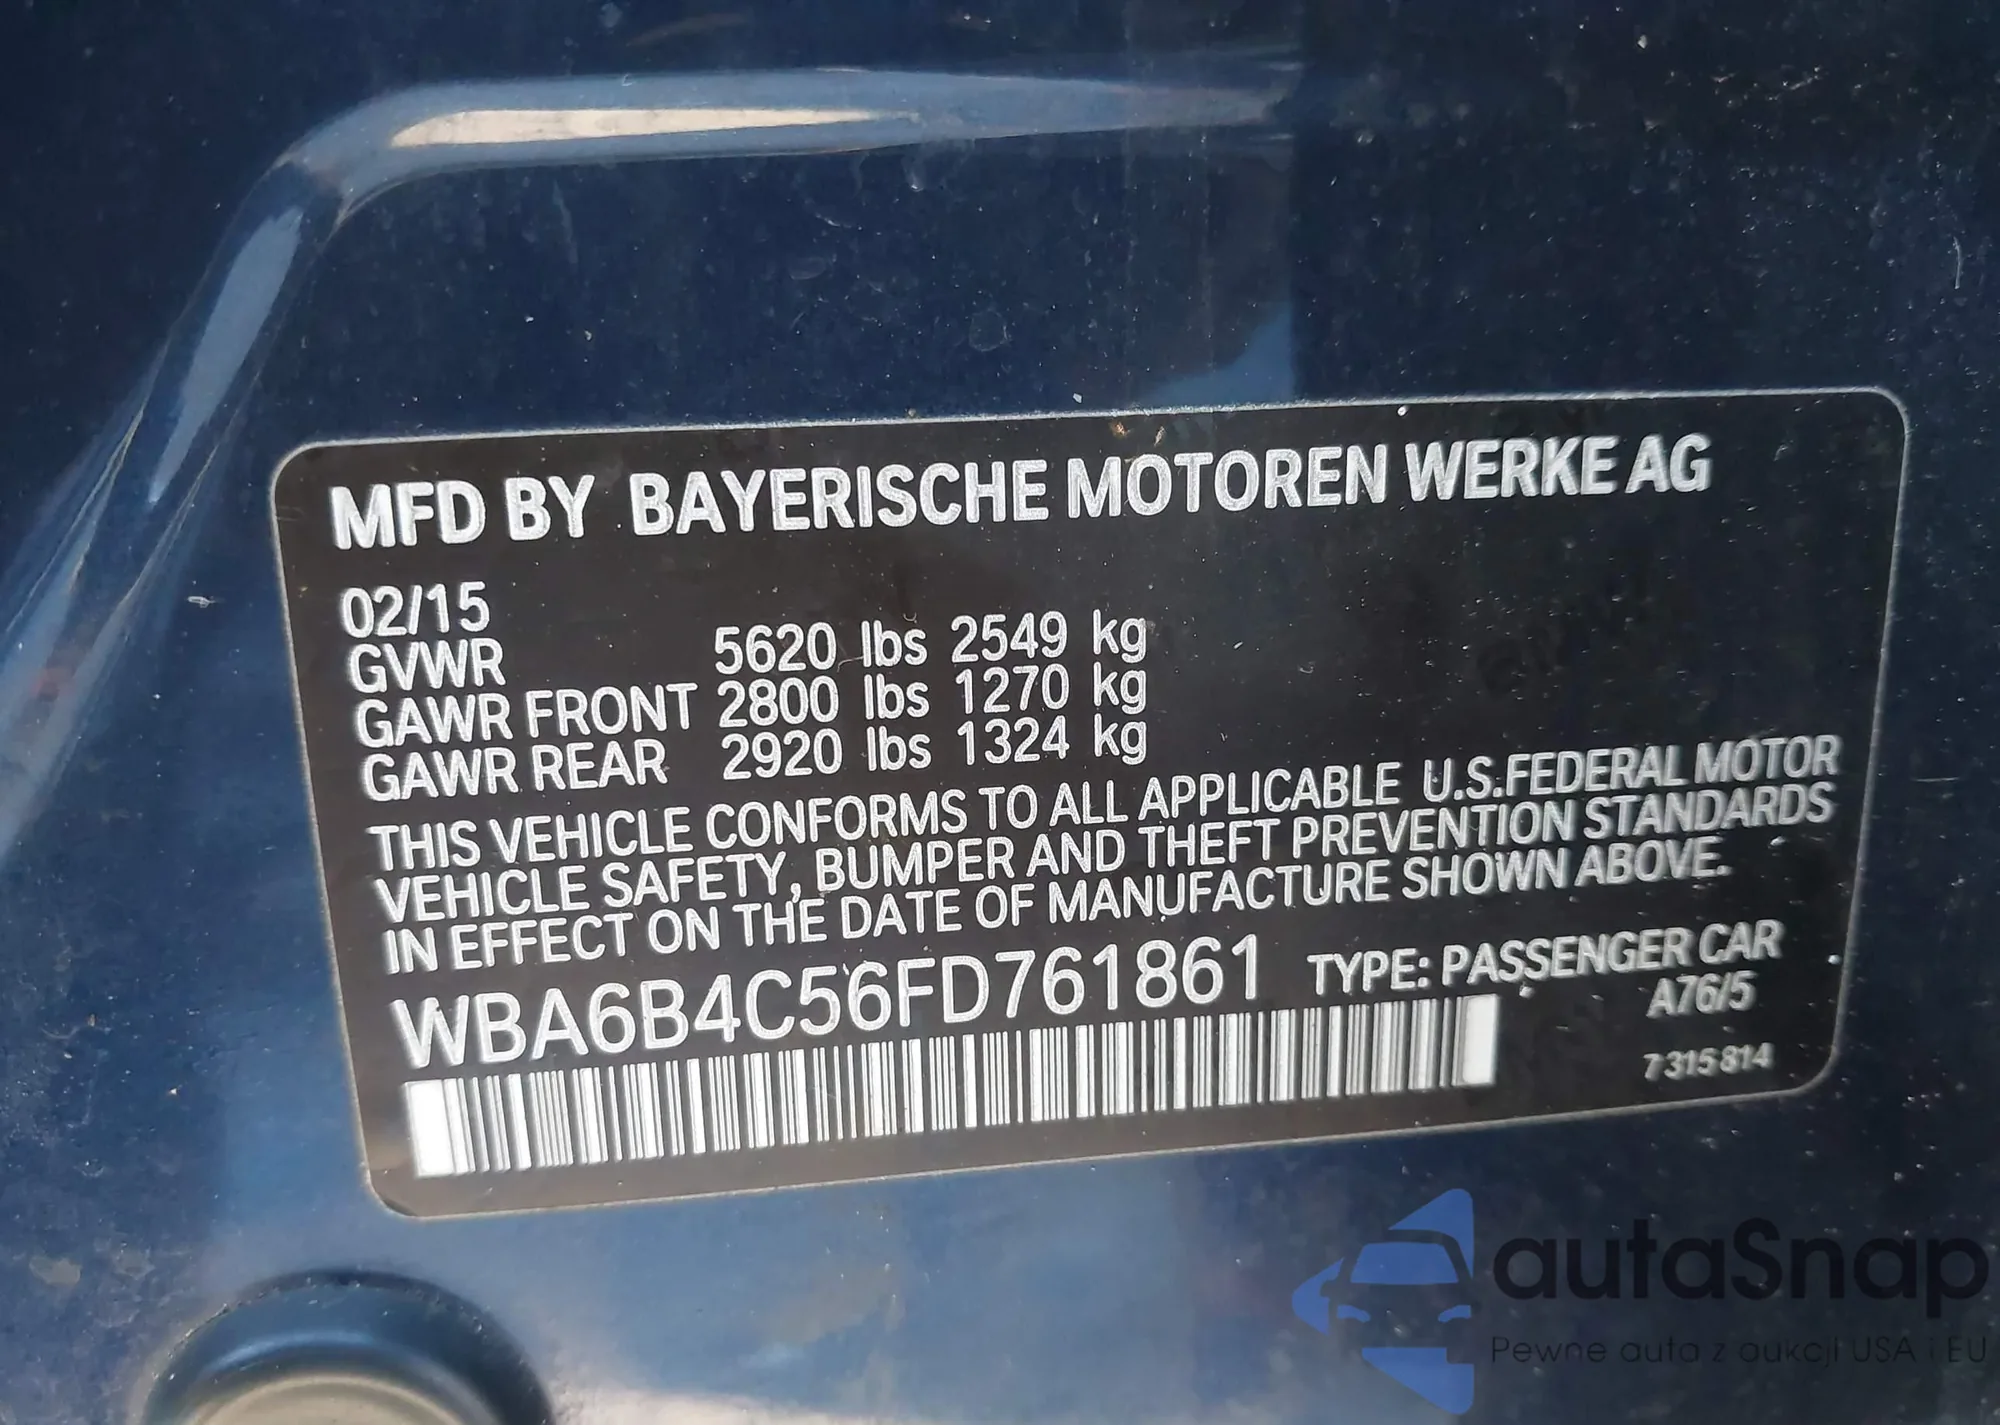 MFD BY BAYERISCHE MOTOREN WERKE AG
02/15
GVWR 5620 lbs 2549 kg
GAWR FRONT 2800 lbs 1270 kg
GAWR REAR 2920 lbs 1324 kg
THIS VEHICLE CONFORMS TO ALL APPLICABLE U.S.FEDERAL MOTOR
VEHICLE SAFETY, BUMPER AND THEFT PREVENTION STANDARDS
IN EFFECT ON THE DATE OF MANUFACTURE SHOWN ABOVE.
WBA6B4C56FD761861 TYPE: PASSENGER CAR
A76/5
7 315 814
autaSnap
Pewne auta z aukcji USA i EU